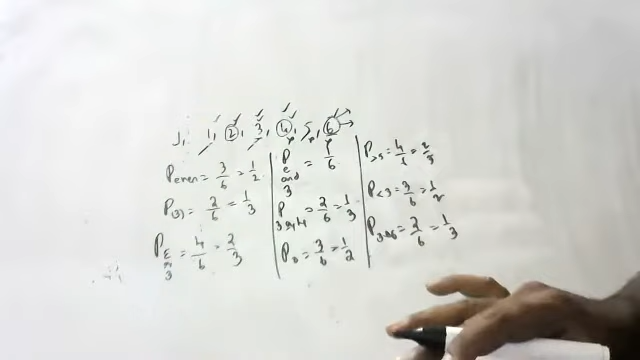 1, 2, 3, 4, 5, 6
P even = 3/6 = 1/2
P(3) = 2/6 = 1/3
P E or 3 = 4/6 = 2/3
P e and 3 = 1/6
P 3 or 4 = 2/6 = 1/3
P o = 3/6 = 1/2
P = 4/6 = 2/3
P <3 = 3/6 = 1/2
P = 2/6 = 1/3